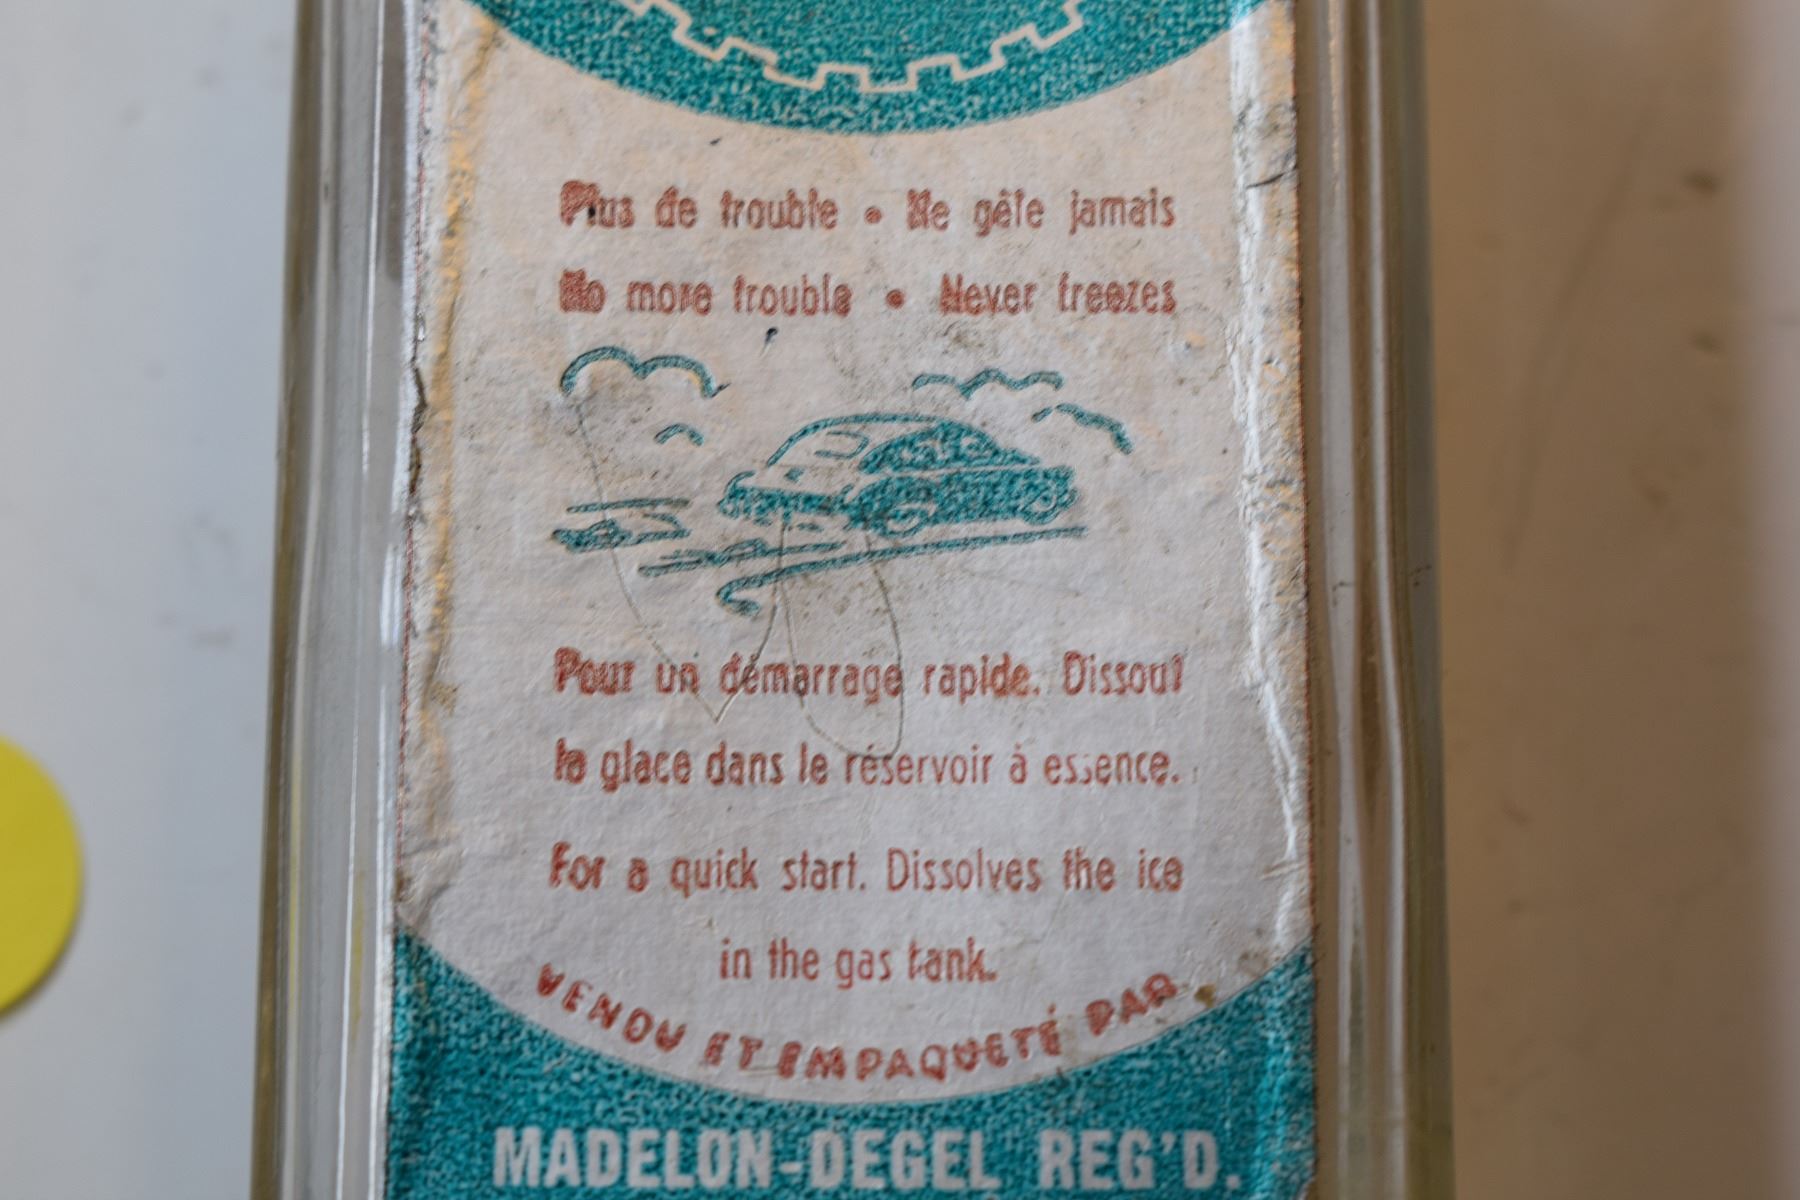 Plus de trouble • Ne gèle jamais
No more trouble • Never freezes
Pour un démarrage rapide. Dissout
la glace dans le réservoir à essence.
For a quick start. Dissolves the ice
in the gas tank.
VENDU ET EMPAQUETÉ PAR
MADELON-DEGEL REG'D.